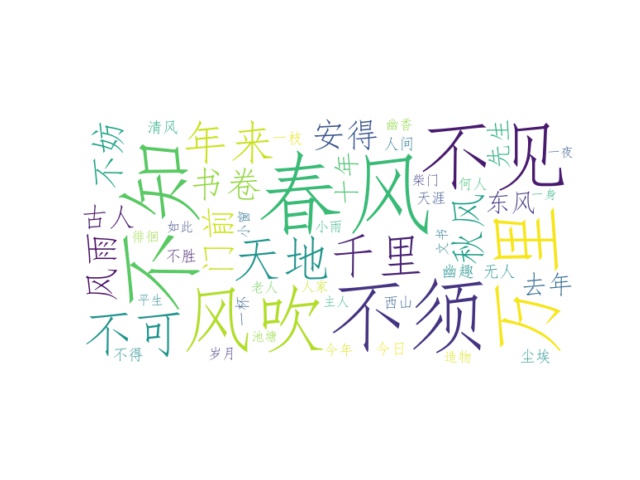 清风
不妨
年来
一枝
安得
幽香
人间
不见
先生
一夜
不知
书卷
春风
十年
柴门
天涯
何人
一身
古人
如此
门前
小窗
小雨
文书
秋风
东风
万里
风雨
徘徊
不胜
天地
千里
幽趣
无人
去年
老人
人家
平生
一杯
风吹
主人
不须
西山
不可
池塘
不得
岁月
今年
今日
造物
尘埃